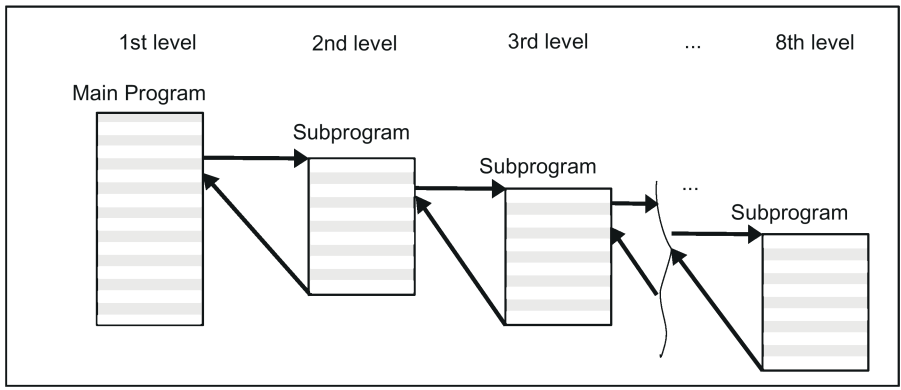 1st level 2nd level 3rd level ... 8th level
Main Program
Subprogram
Subprogram
...
Subprogram